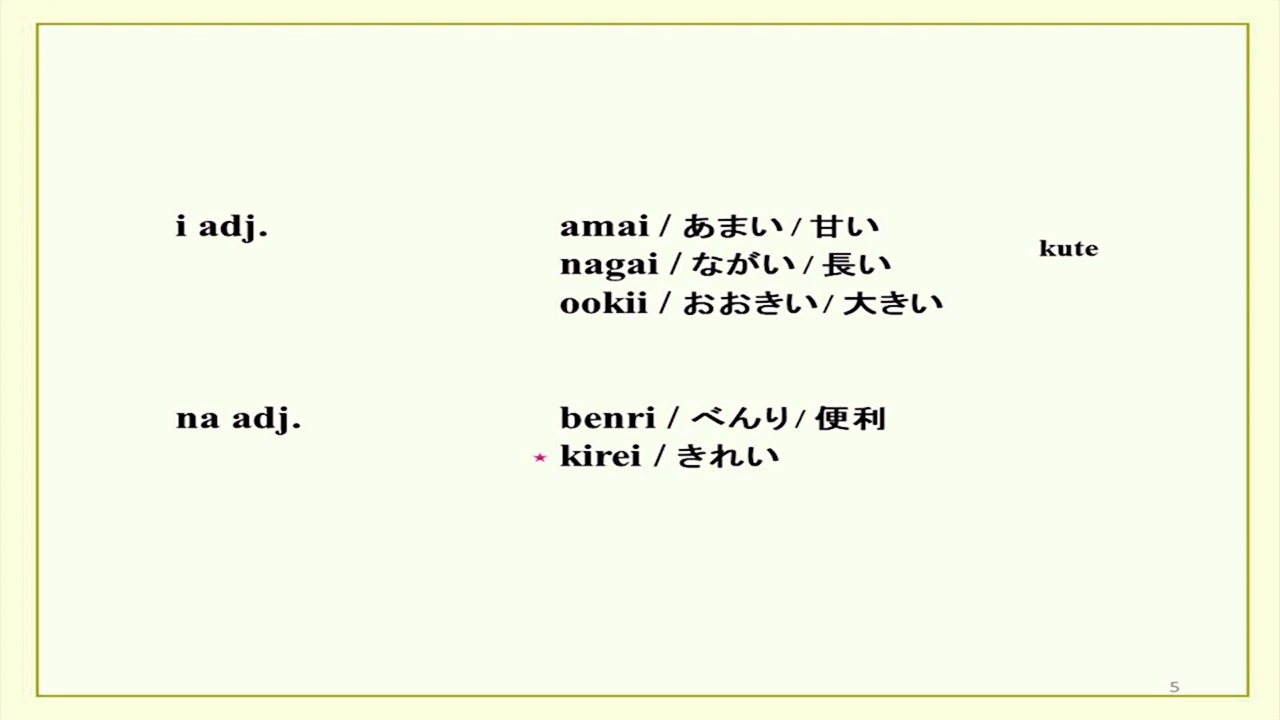 i adj.
amai / あまい / 甘い
nagai / ながい / 長い
kute
ookii / おおきい / 大きい
na adj.
benri / べんり / 便利
★ kirei / きれい
5